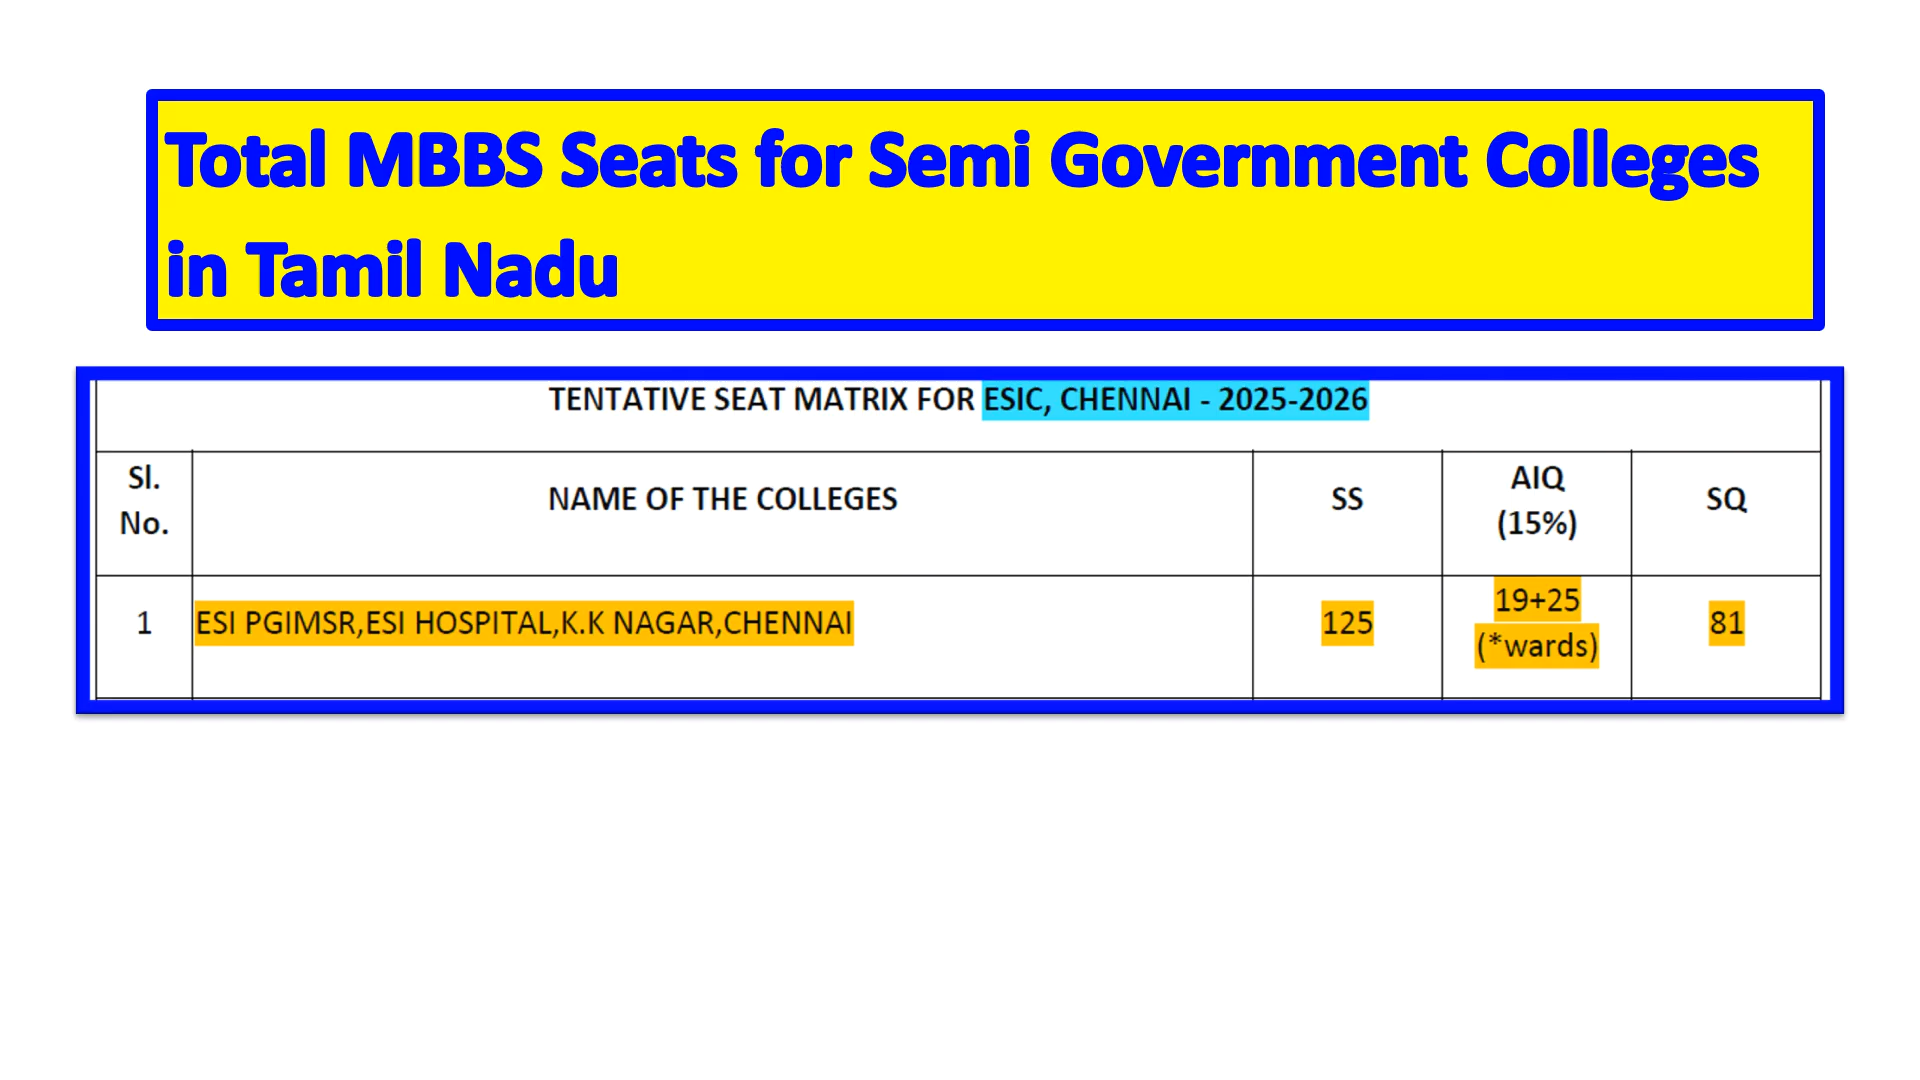 Total MBBS Seats for Semi Government Colleges
in Tamil Nadu
TENTATIVE SEAT MATRIX FOR ESIC, CHENNAI - 2025-2026
Sl.
No.
NAME OF THE COLLEGES
SS
AIQ
(15%)
SQ
1
ESI PGIMSR,ESI HOSPITAL,K.K NAGAR,CHENNAI
125
19+25
(*wards)
81